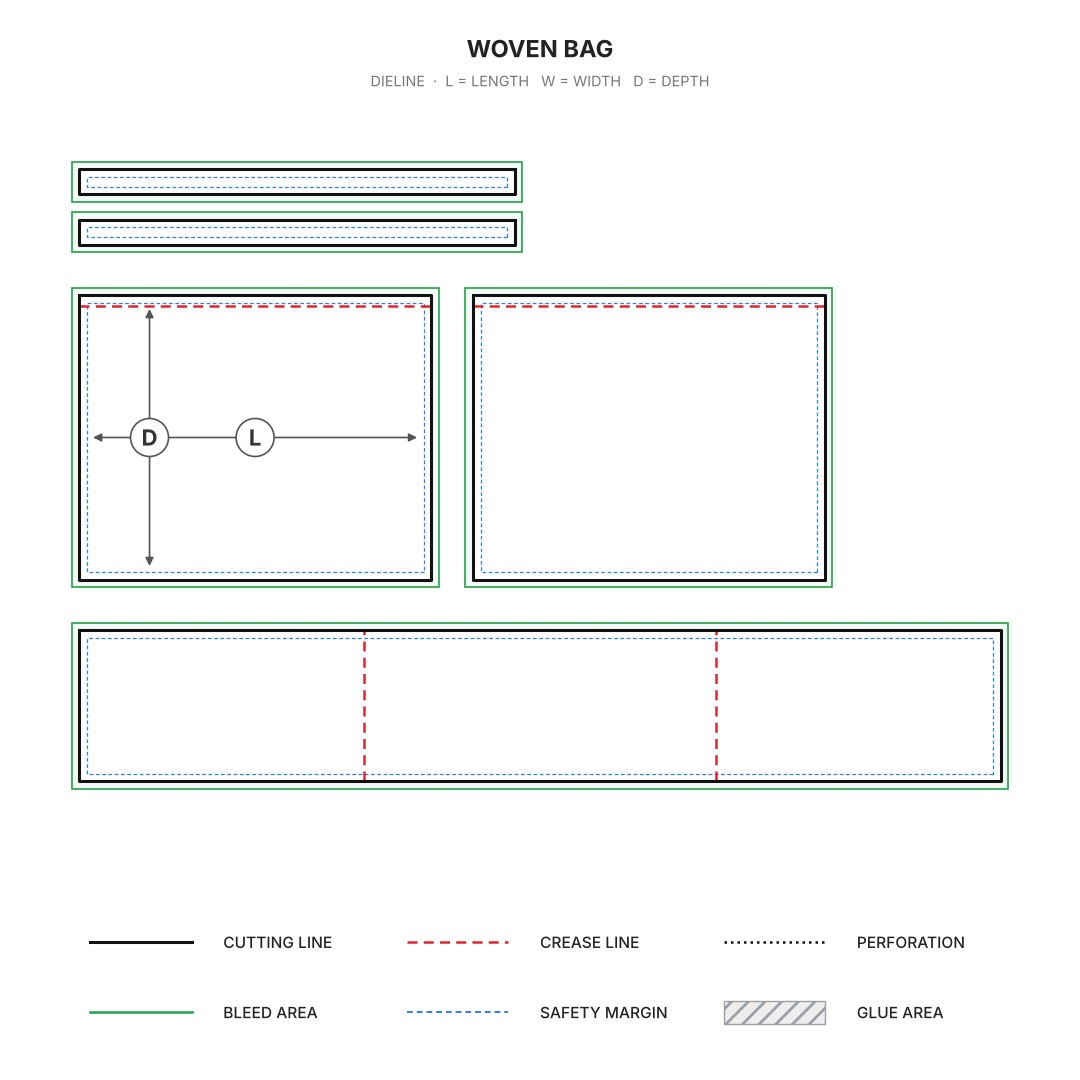 WOVEN BAG
DIELINE · L = LENGTH W = WIDTH D = DEPTH
D
L
CUTTING LINE
CREASE LINE
PERFORATION
BLEED AREA
SAFETY MARGIN
GLUE AREA